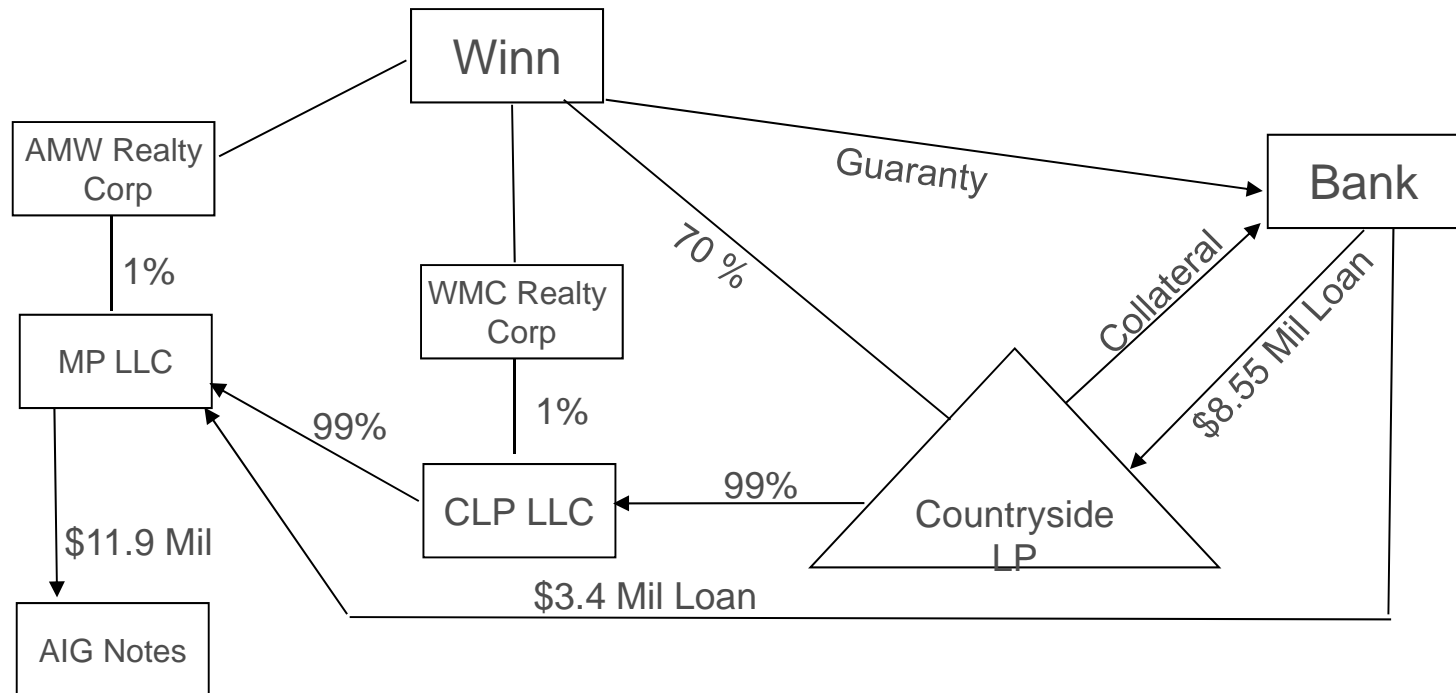 Winn
AMW Realty
Corp
Guaranty
Bank
70 %
Collateral
1%
WMC Realty
Corp
$8.55 Mil Loan
MP LLC
99%
1%
99%
CLP LLC
Countryside
LP
$11.9 Mil
$3.4 Mil Loan
AIG Notes